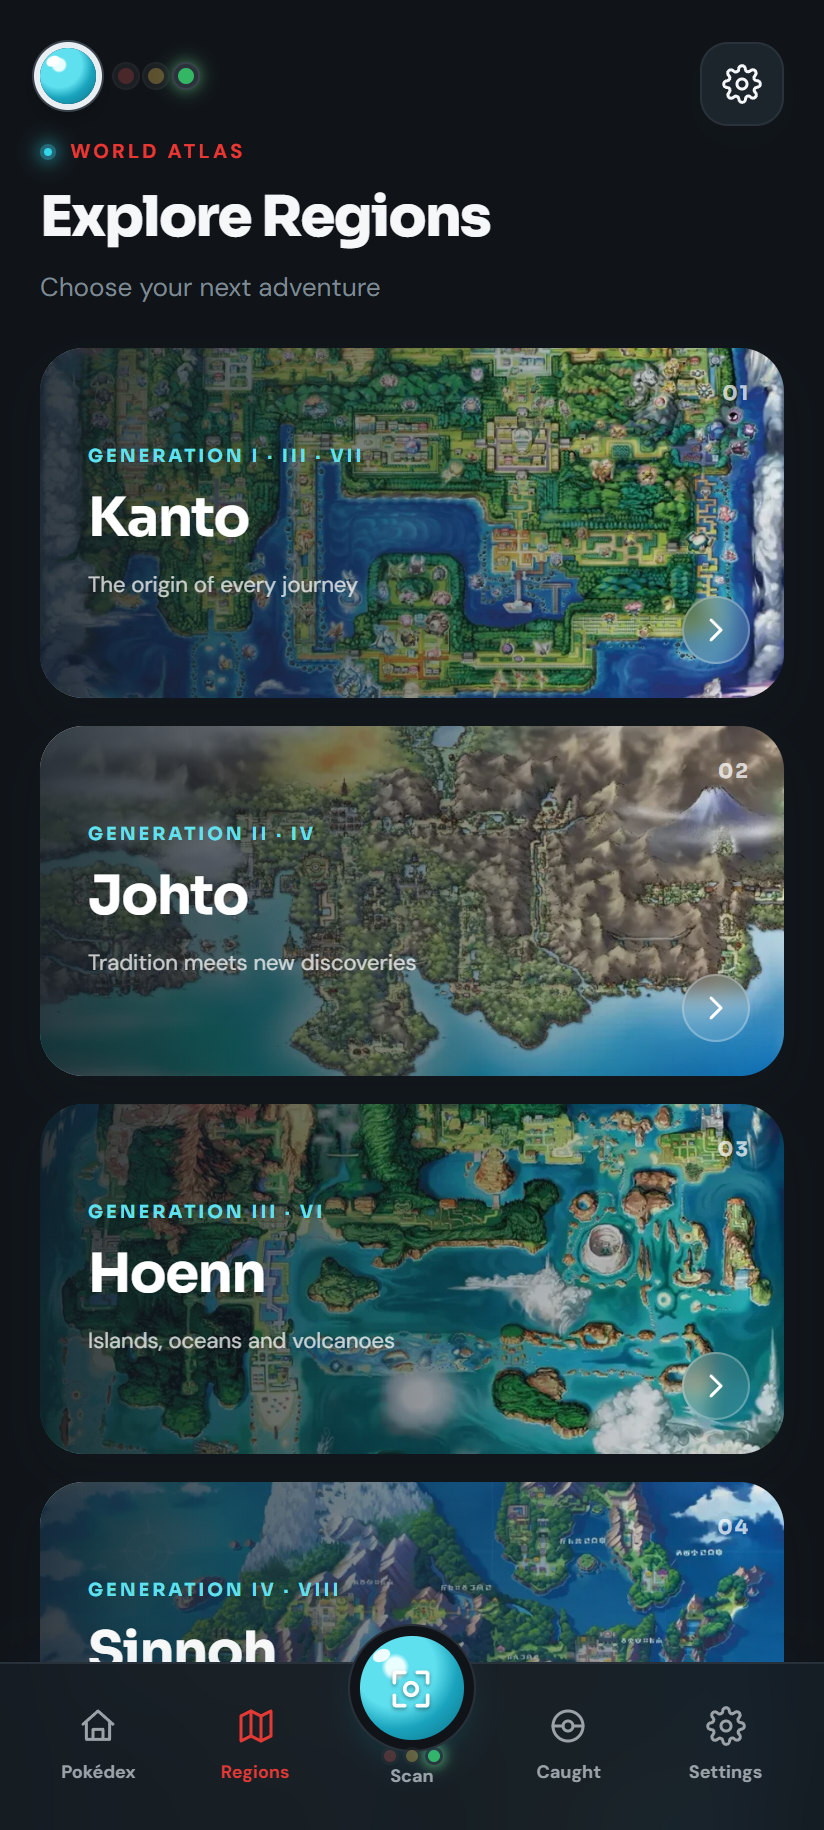 WORLD ATLAS
Explore Regions
Choose your next adventure
01
GENERATION I · III · VII
Kanto
The origin of every journey
02
GENERATION II · IV
Johto
Tradition meets new discoveries
03
GENERATION III · VI
Hoenn
Islands, oceans and volcanoes
04
GENERATION IV · VIII
Sinnoh
Pokédex
Regions
Scan
Caught
Settings